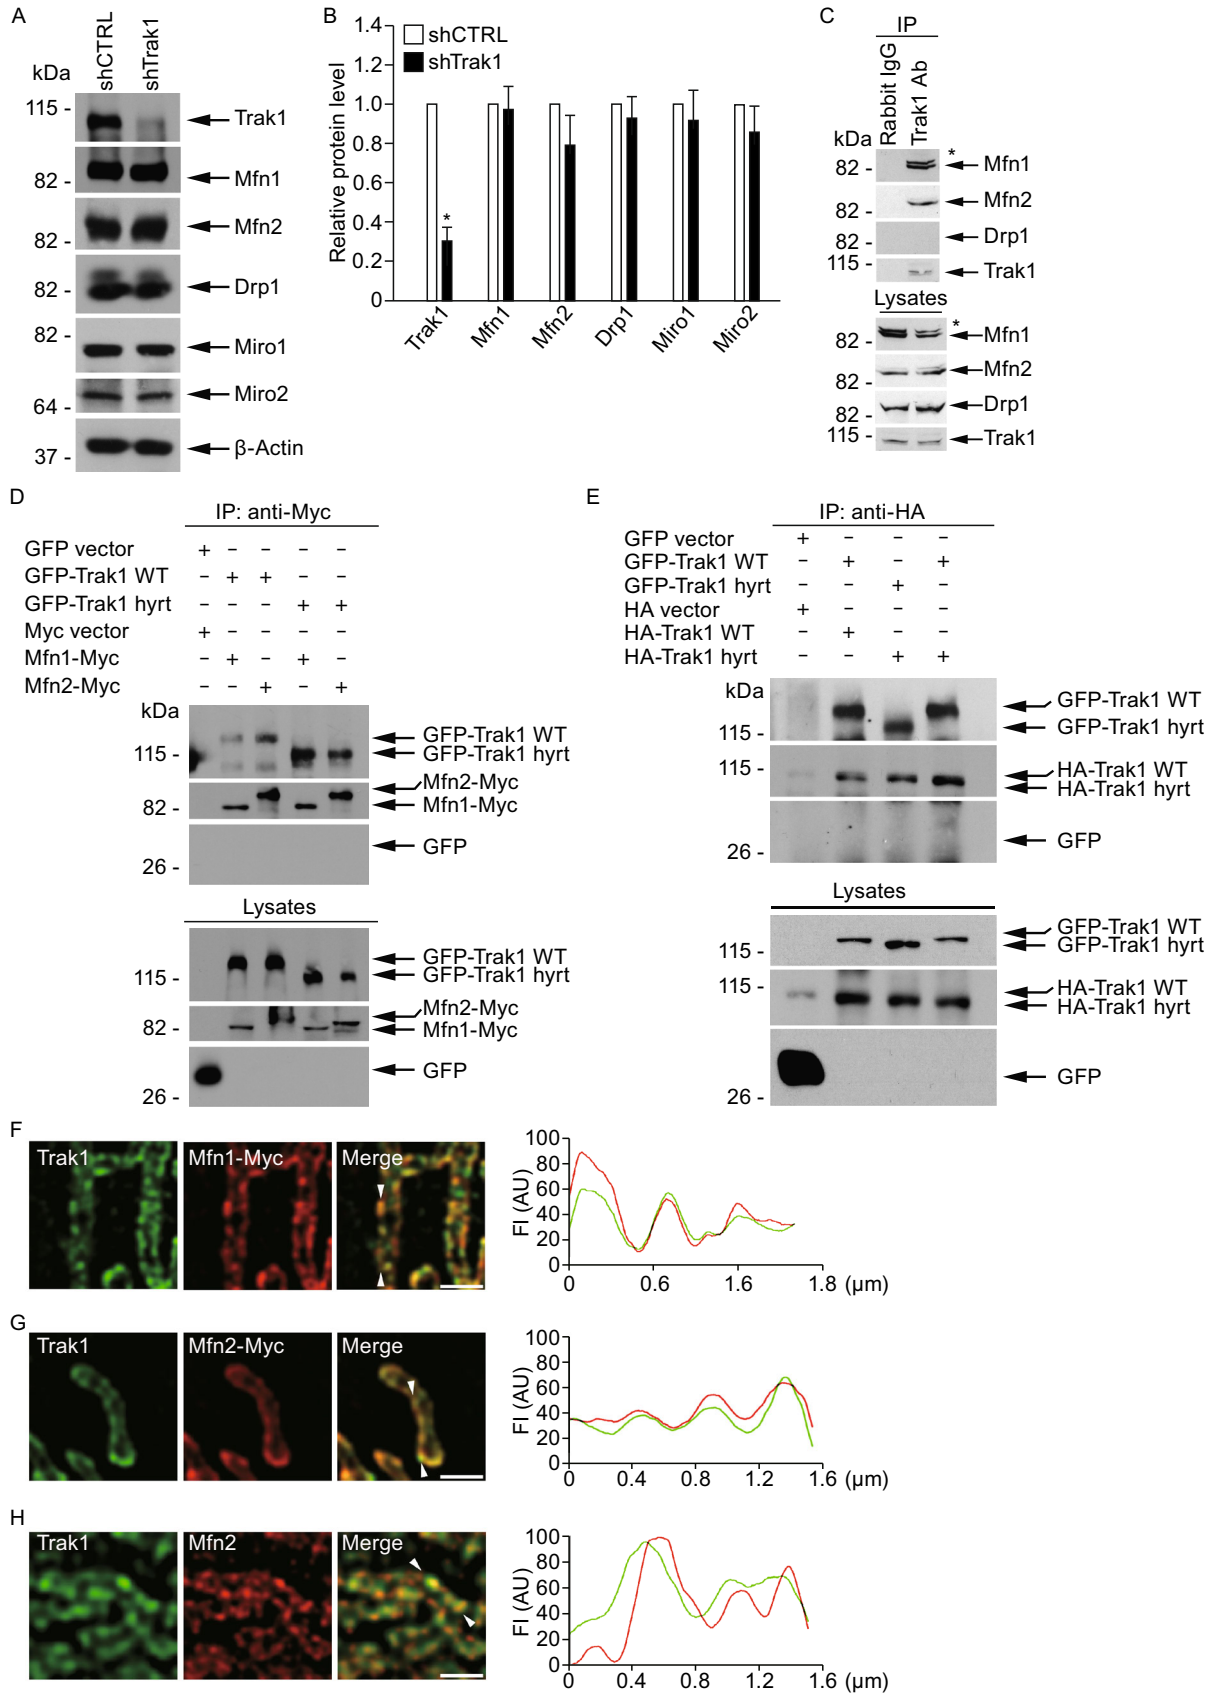 A
shCTRL
shTrak1
kDa
115 -
Trak1
82 -
Mfn1
82 -
Mfn2
82 -
Drp1
82 -
Miro1
64 -
Miro2
37 -
β-Actin
B
shCTRL
shTrak1
Relative protein level
1.4
1.2
1.0
0.8
0.6
0.4
0.2
0
*
Trak1
Mfn1
Mfn2
Drp1
Miro1
Miro2
C
IP
Rabbit IgG
Trak1 Ab
kDa
*
82 -
Mfn1
82 -
Mfn2
82 -
Drp1
115 -
Trak1
Lysates
*
82 -
Mfn1
82 -
Mfn2
82 -
Drp1
115 -
Trak1
D
IP: anti-Myc
GFP vector + – – – –
GFP-Trak1 WT – + + – –
GFP-Trak1 hyrt – – – + +
Myc vector + – – – –
Mfn1-Myc – + – + –
Mfn2-Myc – – + – +
kDa
GFP-Trak1 WT
115 -
GFP-Trak1 hyrt
Mfn2-Myc
82 -
Mfn1-Myc
GFP
26 -
Lysates
GFP-Trak1 WT
115 -
GFP-Trak1 hyrt
Mfn2-Myc
82 -
Mfn1-Myc
GFP
26 -
E
IP: anti-HA
GFP vector + – – –
GFP-Trak1 WT – + – +
GFP-Trak1 hyrt – – + –
HA vector + – – –
HA-Trak1 WT – + – –
HA-Trak1 hyrt – – + +
kDa
GFP-Trak1 WT
115 -
GFP-Trak1 hyrt
115 -
HA-Trak1 WT
HA-Trak1 hyrt
GFP
26 -
Lysates
GFP-Trak1 WT
115 -
GFP-Trak1 hyrt
115 -
HA-Trak1 WT
HA-Trak1 hyrt
GFP
26 -
F
Trak1
Mfn1-Myc
Merge
FI (AU)
100
80
60
40
20
0
0 0.6 1.6 1.8 (µm)
G
Trak1
Mfn2-Myc
Merge
FI (AU)
100
80
60
40
20
0
0 0.4 0.8 1.2 1.6 (µm)
H
Trak1
Mfn2
Merge
FI (AU)
100
80
60
40
20
0
0 0.4 0.8 1.2 1.6 (µm)